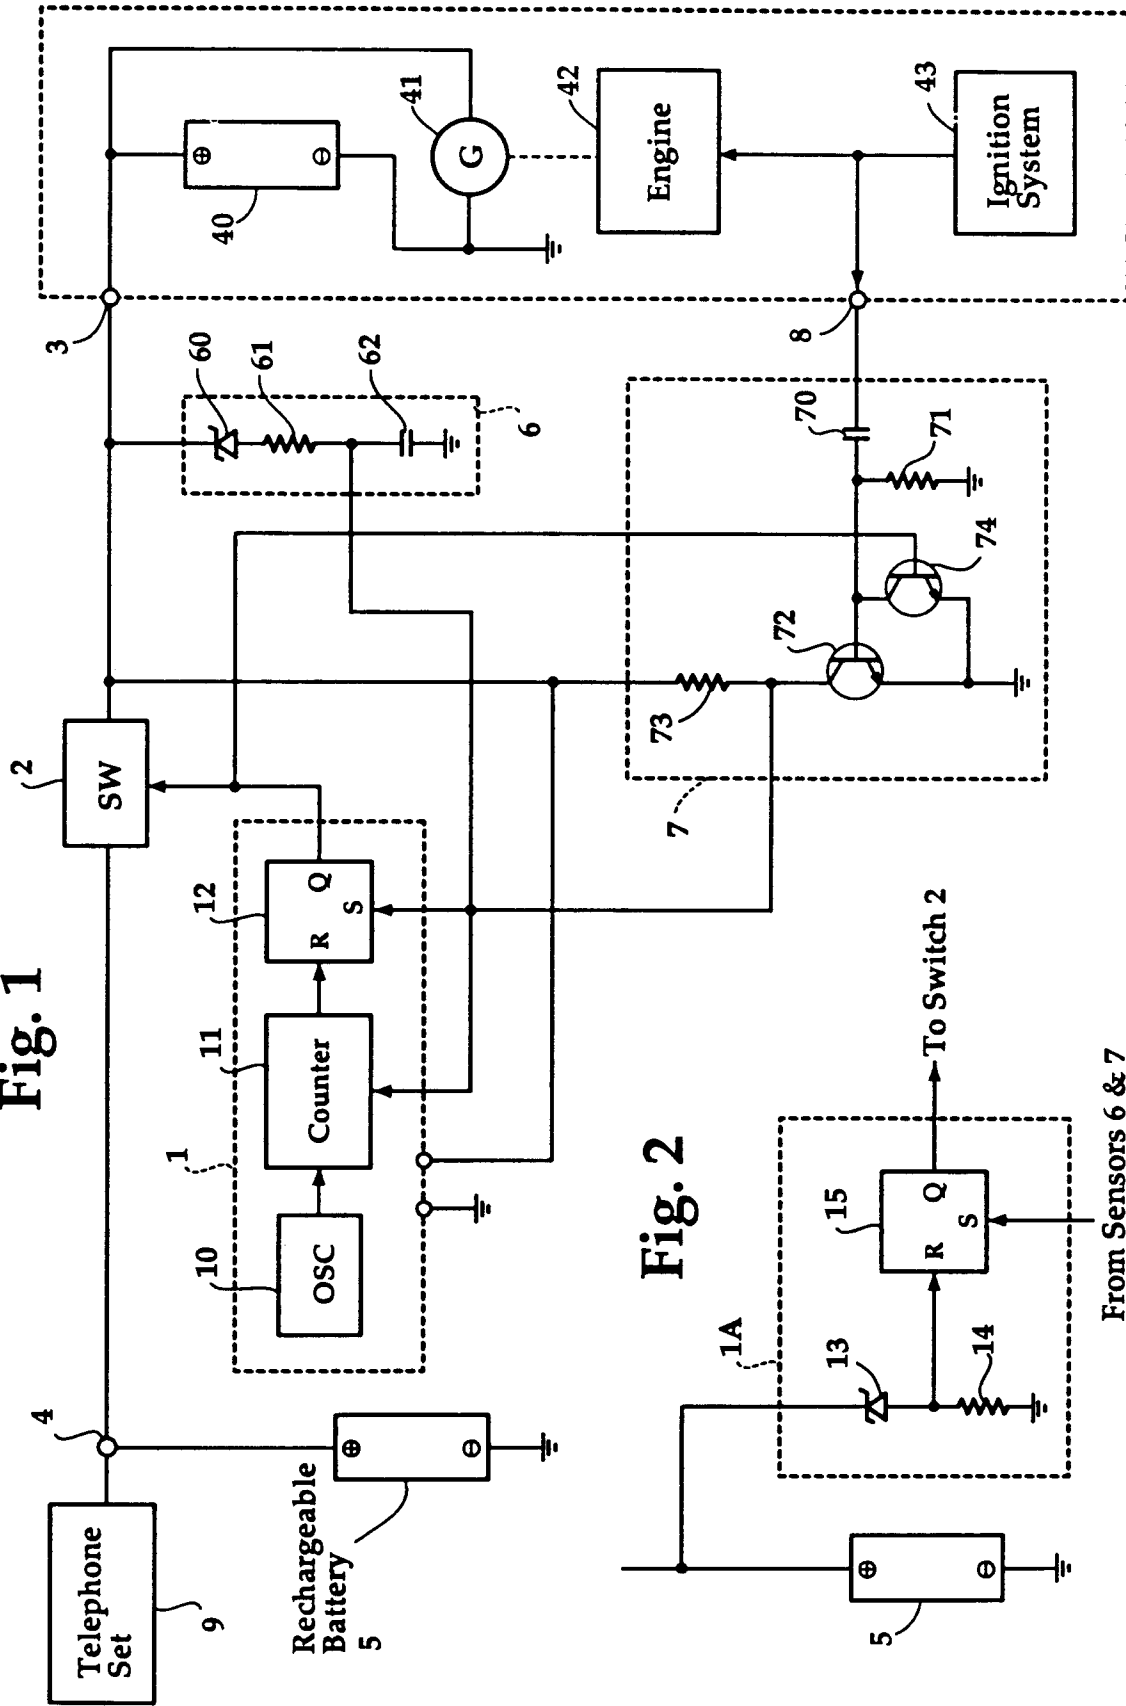 Fig. 1
Telephone
Set
9
4
Rechargeable
Battery
5
⊕
⊖
2
SW
1
10
OSC
11
Counter
12
R
Q
S
3
6
60
61
62
7
73
72
74
70
71
8
40
⊕
⊖
41
G
42
Engine
43
Ignition
System
Fig. 2
5
⊕
⊖
1A
13
14
15
R
Q
S
To Switch 2
From Sensors 6 & 7